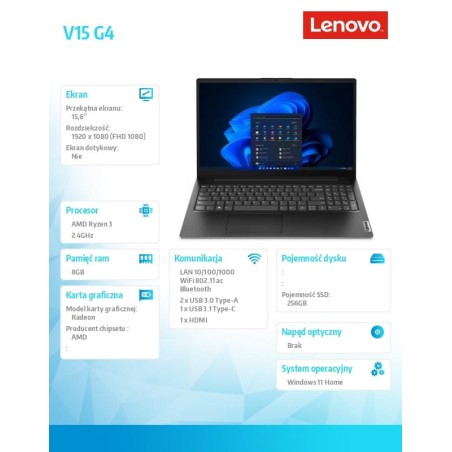 V15 G4
Lenovo
Ekran
Przekątna ekranu:
15,6"
Rozdzielczość:
1920 x 1080 (FHD 1080)
Ekran dotykowy:
Nie
Procesor
AMD Ryzen 3
2.4GHz
Pamięć ram
8GB
Karta graficzna
Model karty graficznej:
Radeon
Producent chipsetu :
AMD
:
Komunikacja
LAN 10/100/1000
WiFi 802.11 ac
Bluetooth
2 x USB 3.0 Type-A
1 x USB3.1 Type-C
1 x HDMI
Pojemność dysku
:
:
Pojemność SSD:
256GB
Napęd optyczny
Brak
System operacyjny
Windows 11 Home